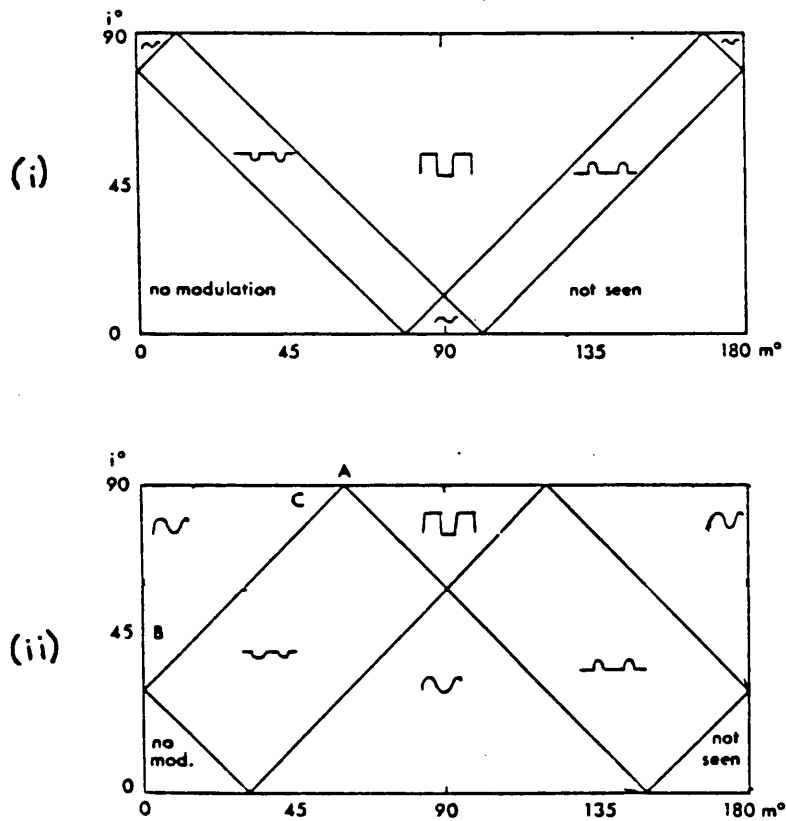 i°
90
(i)
45
no modulation
not seen
0
0 45 90 135 180 m°
i°
A
90
C
45
B
(ii)
no
mod.
not
seen
0
0 45 90 135 180 m°